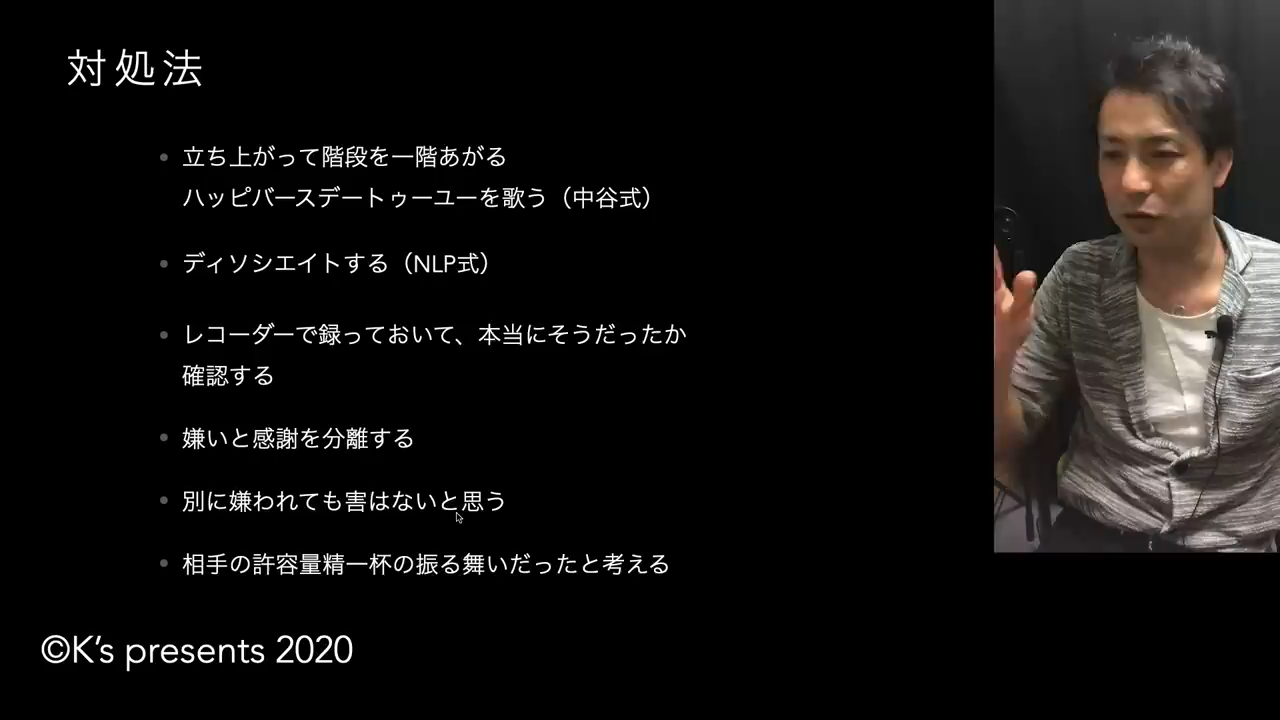 対処法
立ち上がって階段を一階あがる
ハッピバースデートゥーユーを歌う（中谷式）
ディソシエイトする（NLP式）
レコーダーで録っておいて、本当にそうだったか
確認する
嫌いと感謝を分離する
別に嫌われても害はないと思う
相手の許容量精一杯の振る舞いだったと考える
©K’s presents 2020